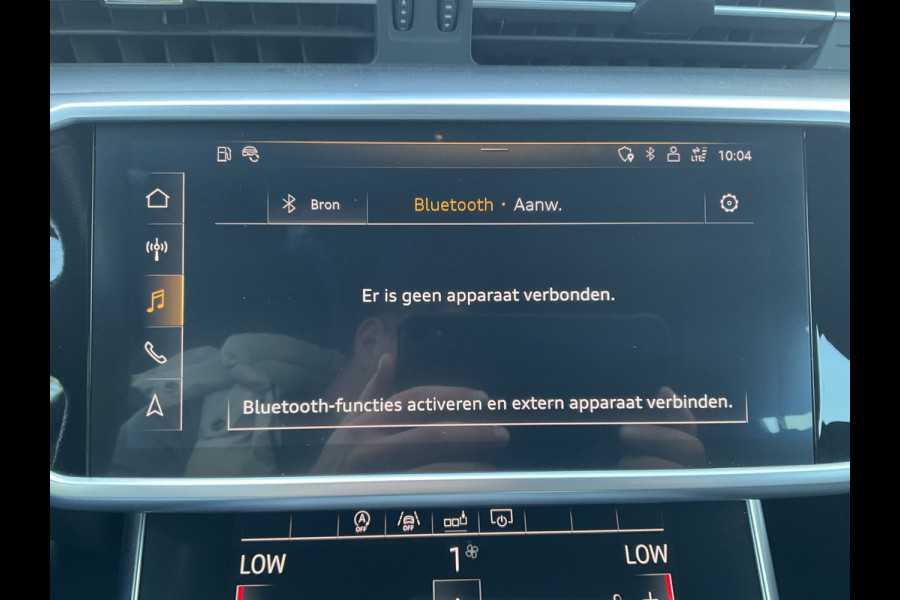 LTE 10:04
Bron Bluetooth · Aanw.
Er is geen apparaat verbonden.
Bluetooth-functies activeren en extern apparaat verbinden.
A OFF OFF
LOW 1 LOW
+